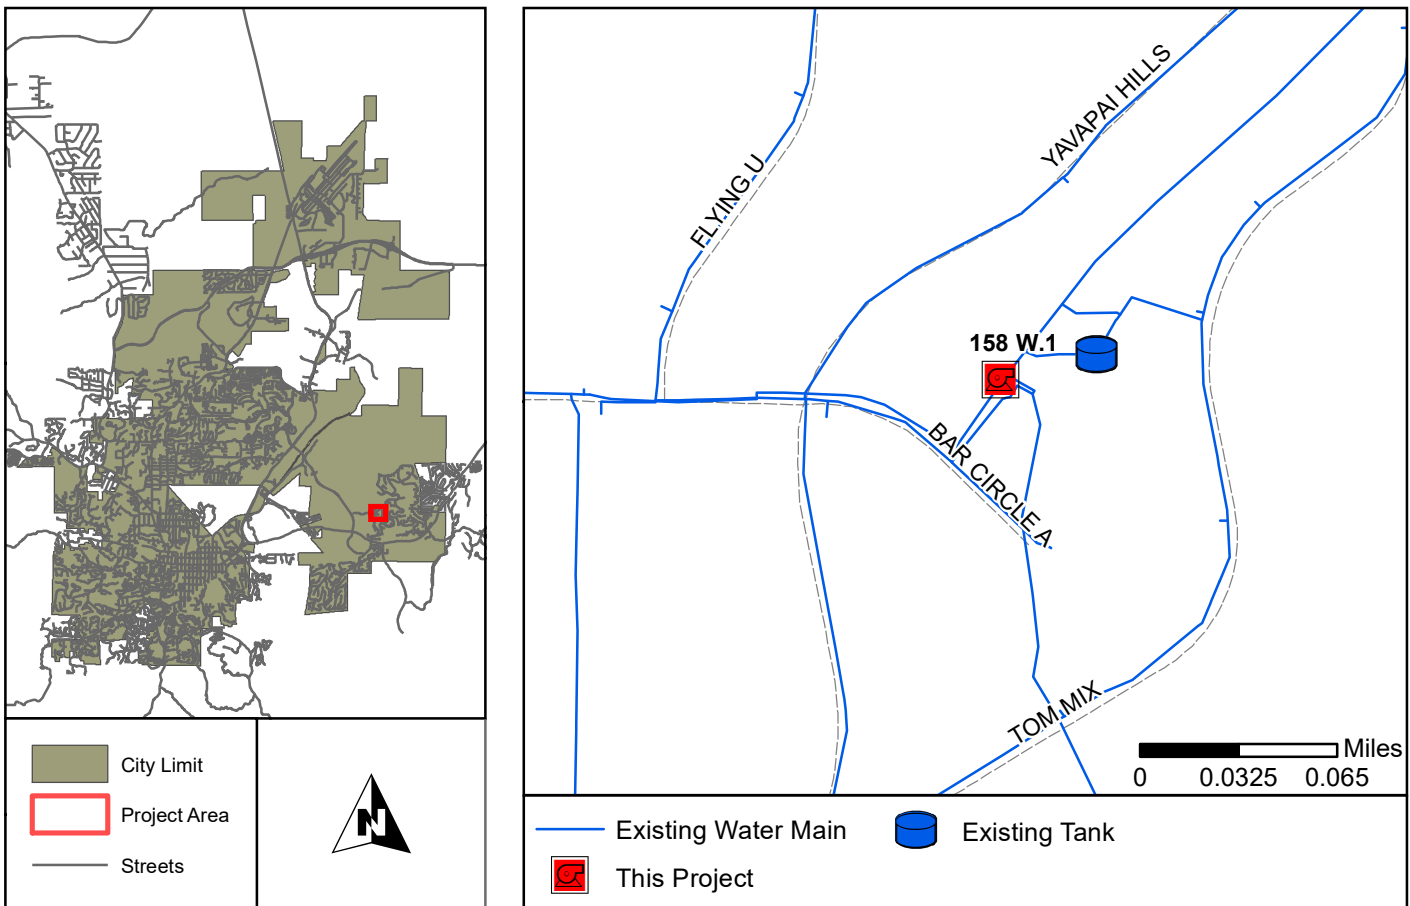 FLYING U
YAVAPAI HILLS
158 W.1
BAR CIRCLE A
TOM MIX
Miles
0 0.0325 0.065
City Limit
Project Area
Streets
N
Existing Water Main
Existing Tank
This Project